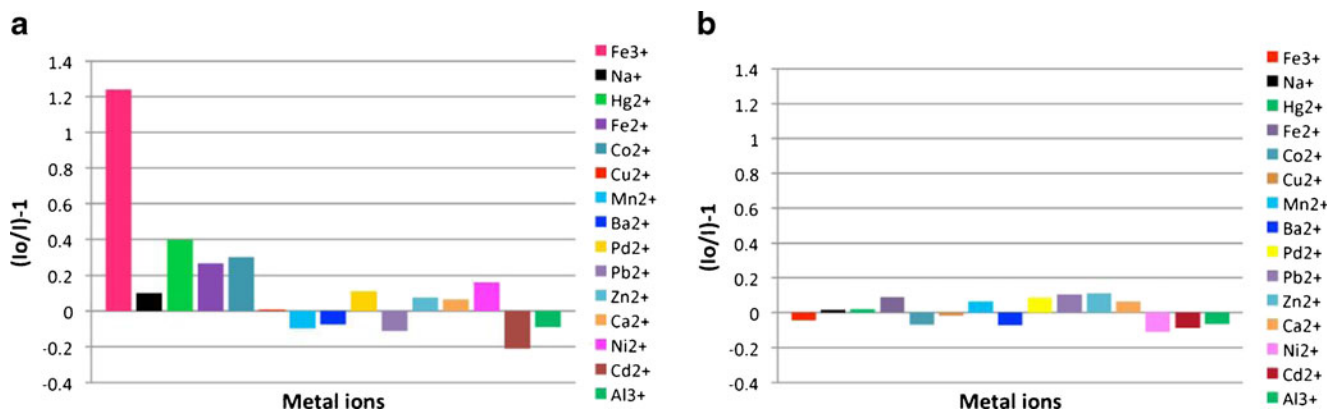 a
(Io/I)-1
1.4
1.2
1
0.8
0.6
0.4
0.2
0
-0.2
-0.4
Metal ions
Fe3+
Na+
Hg2+
Fe2+
Co2+
Cu2+
Mn2+
Ba2+
Pd2+
Pb2+
Zn2+
Ca2+
Ni2+
Cd2+
Al3+
b
(Io/I)-1
1.4
1.2
1
0.8
0.6
0.4
0.2
0
-0.2
-0.4
Metal ions
Fe3+
Na+
Hg2+
Fe2+
Co2+
Cu2+
Mn2+
Ba2+
Pd2+
Pb2+
Zn2+
Ca2+
Ni2+
Cd2+
Al3+